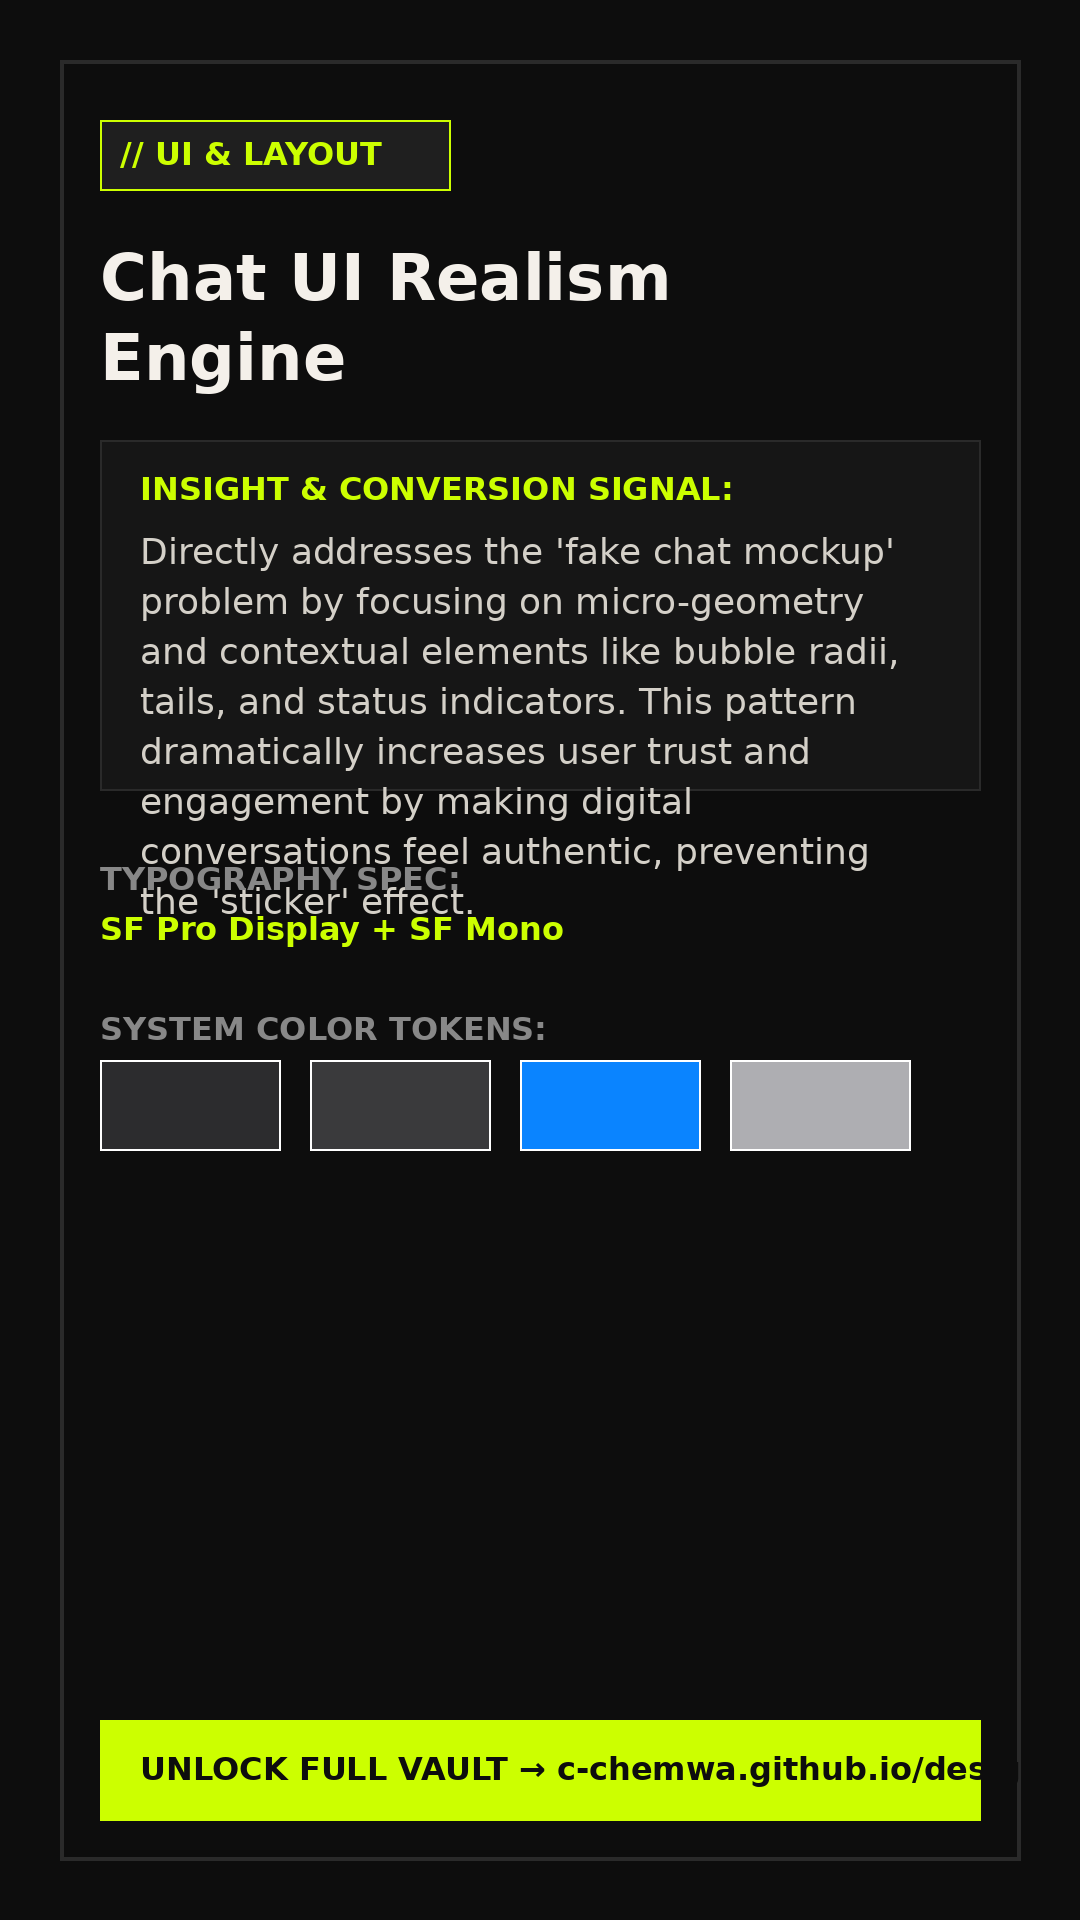 // UI & LAYOUT
Chat UI Realism
Engine
INSIGHT & CONVERSION SIGNAL:
Directly addresses the 'fake chat mockup'
problem by focusing on micro-geometry
and contextual elements like bubble radii,
tails, and status indicators. This pattern
dramatically increases user trust and
engagement by making digital
conversations feel authentic, preventing
the 'sticker' effect.
TYPOGRAPHY SPEC:
SF Pro Display + SF Mono
SYSTEM COLOR TOKENS:
UNLOCK FULL VAULT → c-chemwa.github.io/des